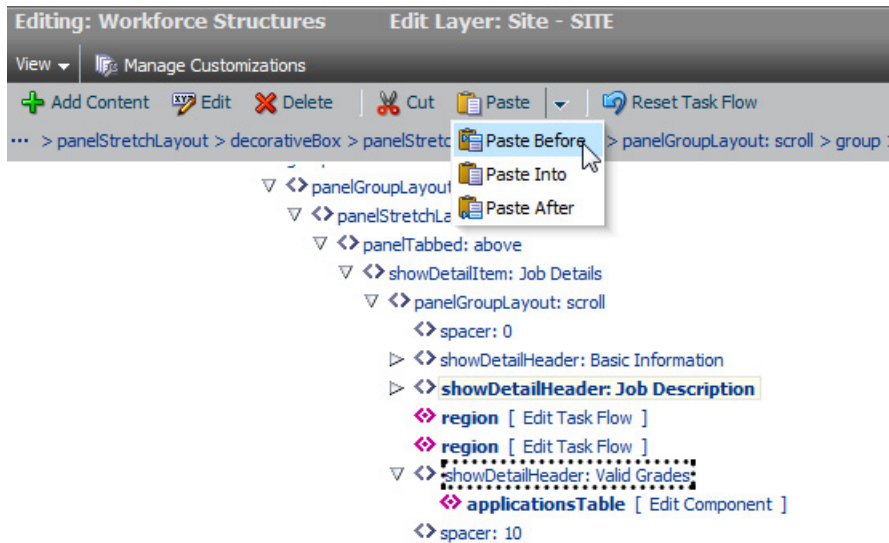 Editing: Workforce Structures Edit Layer: Site - SITE
View Manage Customizations
Add Content Edit Delete Cut Paste Reset Task Flow
... > panelStretchLayout > decorativeBox > panelStretc > panelGroupLayout: scroll > group
Paste Before
Paste Into
Paste After
panelGroupLayout
panelStretchLa
panelTabbed: above
showDetailItem: Job Details
panelGroupLayout: scroll
spacer: 0
showDetailHeader: Basic Information
showDetailHeader: Job Description
region [ Edit Task Flow ]
region [ Edit Task Flow ]
showDetailHeader: Valid Grades
applicationsTable [ Edit Component ]
spacer: 10